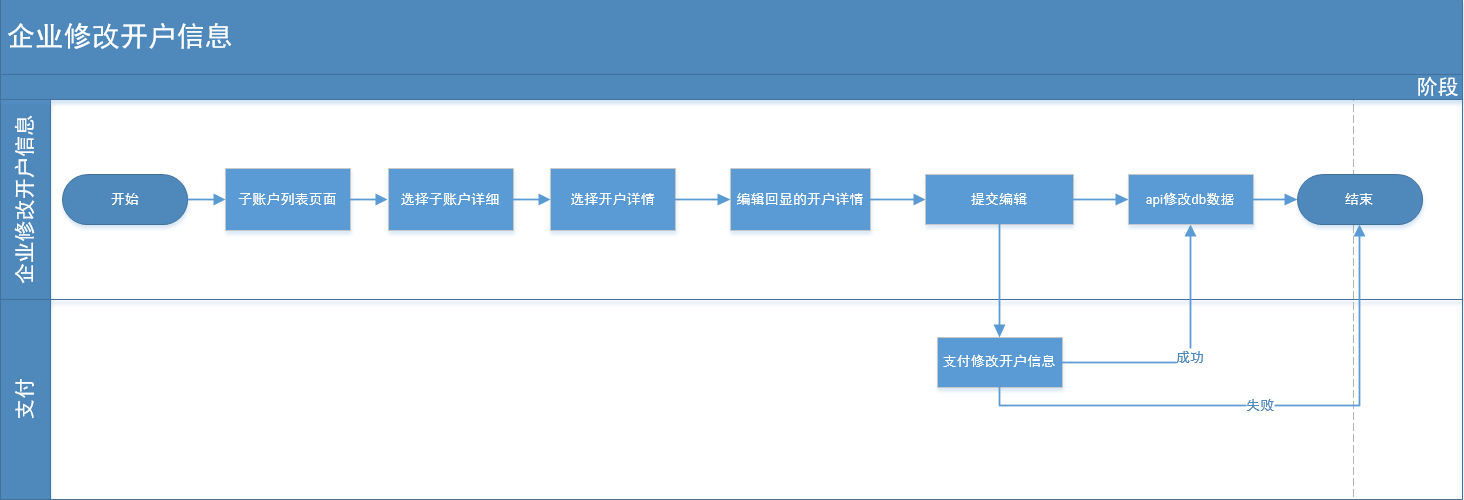 企业修改开户信息
阶段
企业修改开户信息
开始
子账户列表页面
选择子账户详细
选择开户详情
编辑回显的开户详情
提交编辑
api修改db数据
结束
支付
支付修改开户信息
成功
失败